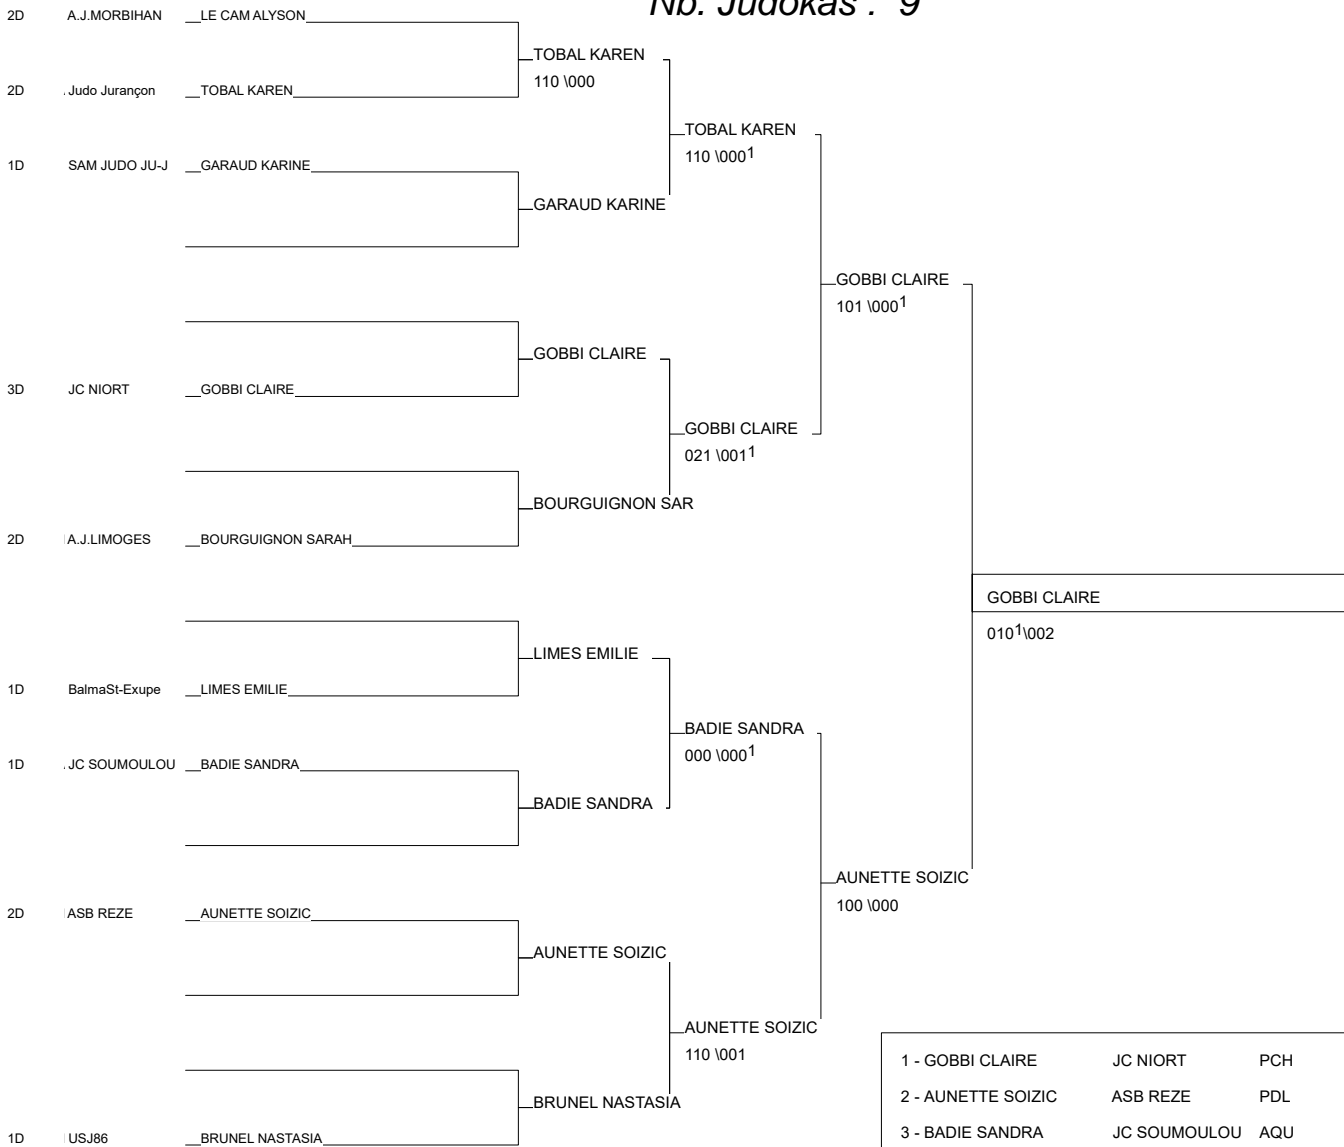 Nb. Judokas : 9
2D A.J.MORBIHAN LE CAM ALYSON
TOBAL KAREN
110 \000
2D Judo Jurançon TOBAL KAREN
TOBAL KAREN
110 \000¹
1D SAM JUDO JU-J GARAUD KARINE
GARAUD KARINE
GOBBI CLAIRE
101 \000¹
GOBBI CLAIRE
3D JC NIORT GOBBI CLAIRE
GOBBI CLAIRE
021 \001¹
BOURGUIGNON SAR
2D A.J.LIMOGES BOURGUIGNON SARAH
GOBBI CLAIRE
010¹\002
LIMES EMILIE
1D BalmaSt-Exupe LIMES EMILIE
BADIE SANDRA
000 \000¹
1D JC SOUMOULOU BADIE SANDRA
BADIE SANDRA
AUNETTE SOIZIC
100 \000
2D ASB REZE AUNETTE SOIZIC
AUNETTE SOIZIC
AUNETTE SOIZIC
110 \001
BRUNEL NASTASIA
1D USJ86 BRUNEL NASTASIA
1 - GOBBI CLAIRE JC NIORT PCH
2 - AUNETTE SOIZIC ASB REZE PDL
3 - BADIE SANDRA JC SOUMOULOU AQU